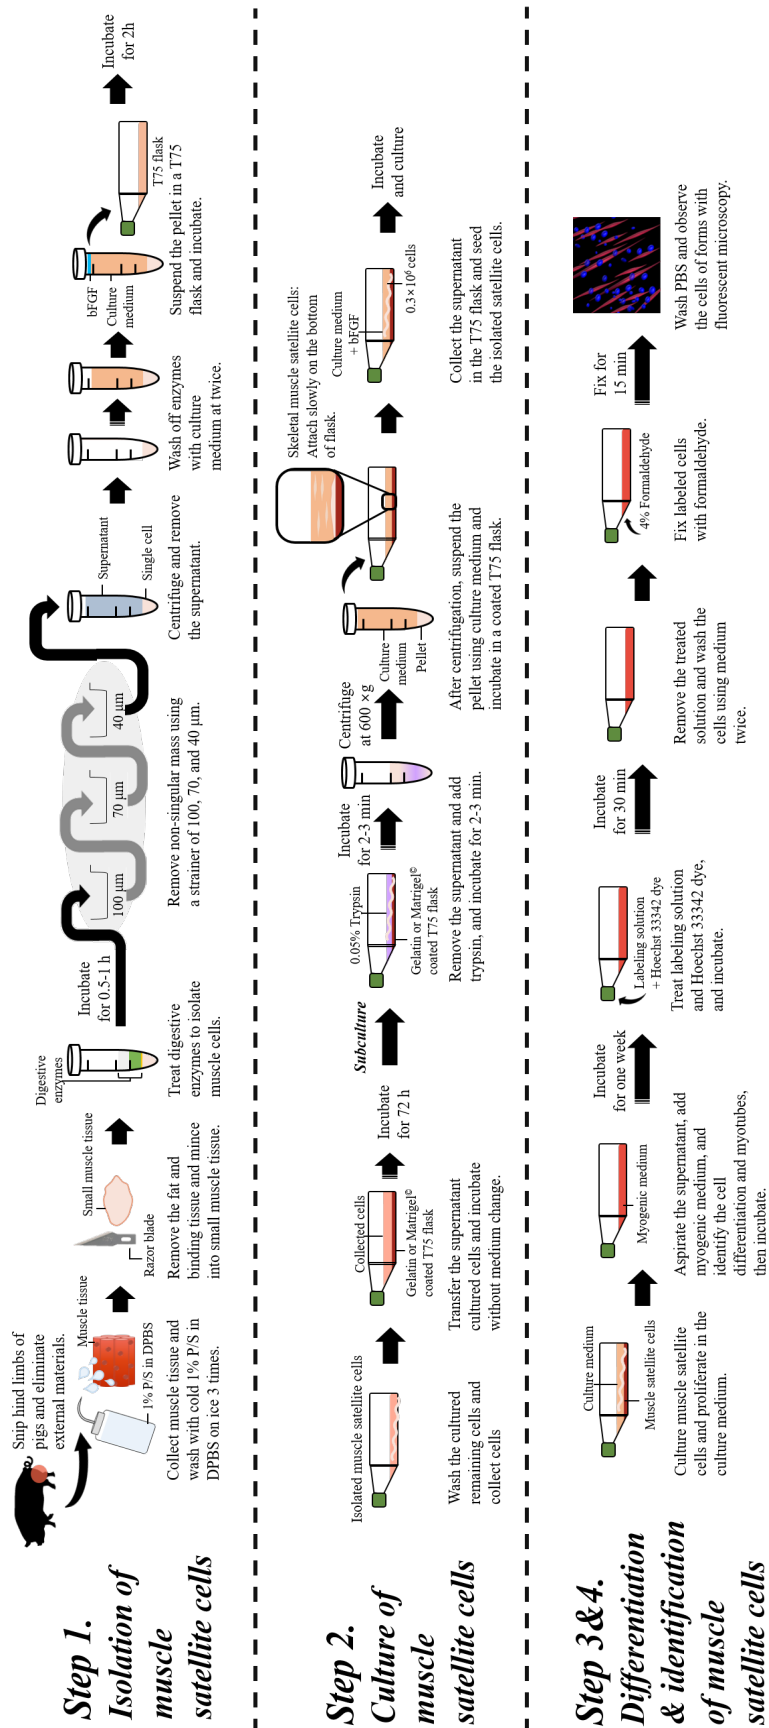 Step 1.
Isolation of
muscle
satellite cells
Snip hind limbs of
pigs and eliminate
external materials.
Muscle tissue
1% P/S in DPBS
Collect muscle tissue and
wash with cold 1% P/S in
DPBS on ice 3 times.
Small muscle tissue
Razor blade
Remove the fat and
binding tissue and mince
into small muscle tissue.
Digestive
enzymes
Treat digestive
enzymes to isolate
muscle cells.
Incubate
for 0.5-1 h
100 μm
70 μm
40 μm
Remove non-singular mass using
a strainer of 100, 70, and 40 μm.
Supernatant
Single cell
Centrifuge and remove
the supernatant.
Wash off enzymes
with culture
medium at twice.
bFGF
Culture
medium
T75 flask
Suspend the pellet in a T75
flask and incubate.
Incubate
for 2h
Step 2.
Culture of
muscle
satellite cells
Isolated muscle satellite cells
Wash the cultured
remaining cells and
collect cells
Collected cells
Gelatin or Matrigel©
coated T75 flask
Transfer the supernatant
cultured cells and incubate
without medium change.
Incubate
for 72 h
Subculture
0.05% Trypsin
Gelatin or Matrigel©
coated T75 flask
Remove the supernatant and add
trypsin, and incubate for 2-3 min.
Incubate
for 2-3 min
Centrifuge
at 600 ×g
Culture
medium
Pellet
After centrifugation, suspend the
pellet using culture medium and
incubate in a coated T75 flask.
Skeletal muscle satellite cells:
Attach slowly on the bottom
of flask.
Culture medium
+ bFGF
0.3×10⁶ cells
Collect the supernatant
in the T75 flask and seed
the isolated satellite cells.
Incubate
and culture
Step 3&4.
Differentiation
& identification
of muscle
satellite cells
Culture medium
Muscle satellite cells
Culture muscle satellite
cells and proliferate in the
culture medium.
Myogenic medium
Aspirate the supernatant, add
myogenic medium, and
identify the cell
differentiation and myotubes,
then incubate.
Incubate
for one week
Labeling solution
+ Hoechst 33342 dye
Treat labeling solution
and Hoechst 33342 dye,
and incubate.
Incubate
for 30 min
Remove the treated
solution and wash the
cells using medium
twice.
4% Formaldehyde
Fix labeled cells
with formaldehyde.
Fix for
15 min
Wash PBS and observe
the cells of forms with
fluorescent microscopy.